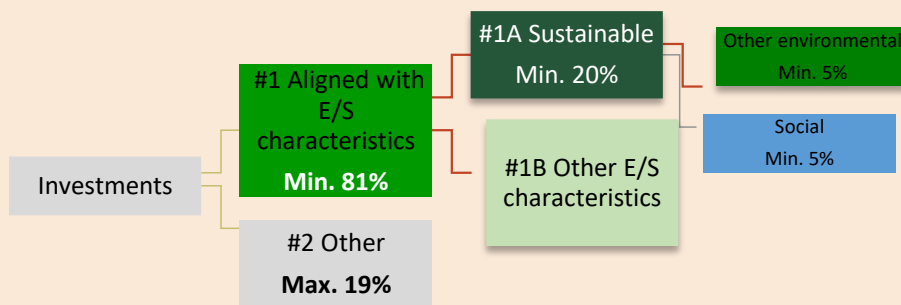 Investments
#1 Aligned with
E/S
characteristics
Min. 81%
#2 Other
Max. 19%
#1A Sustainable
Min. 20%
#1B Other E/S
characteristics
Other environmental
Min. 5%
Social
Min. 5%